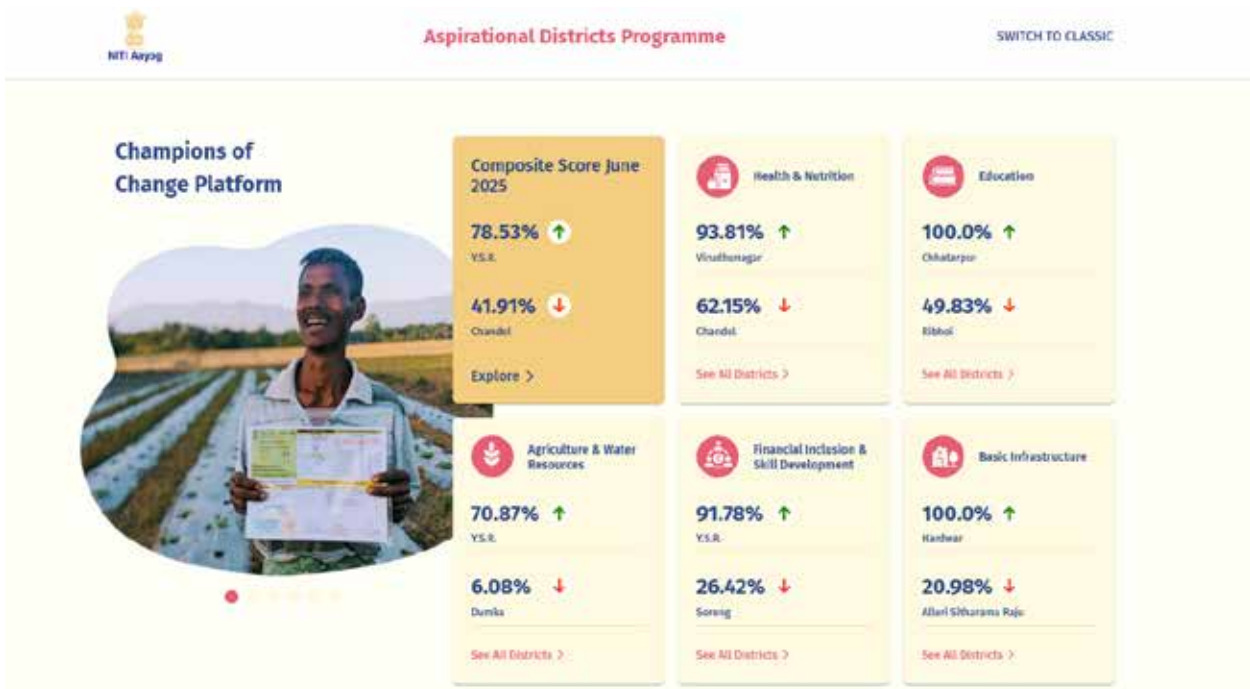 NITI Aayog
Aspirational Districts Programme
SWITCH TO CLASSIC
Champions of
Change Platform
Composite Score June
2025
78.53%
Y.S.R.
41.91%
Chandel
Explore >
Health & Nutrition
93.81%
Virudhunagar
62.15%
Chandel
See All Districts >
Education
100.0%
Chhatarpur
49.83%
Ribhoi
See All Districts >
Agriculture & Water
Resources
70.87%
Y.S.R.
6.08%
Dumka
See All Districts >
Financial Inclusion &
Skill Development
91.78%
Y.S.R.
26.42%
Soreng
See All Districts >
Basic Infrastructure
100.0%
Haridwar
20.98%
Alluri Sitharama Raju
See All Districts >